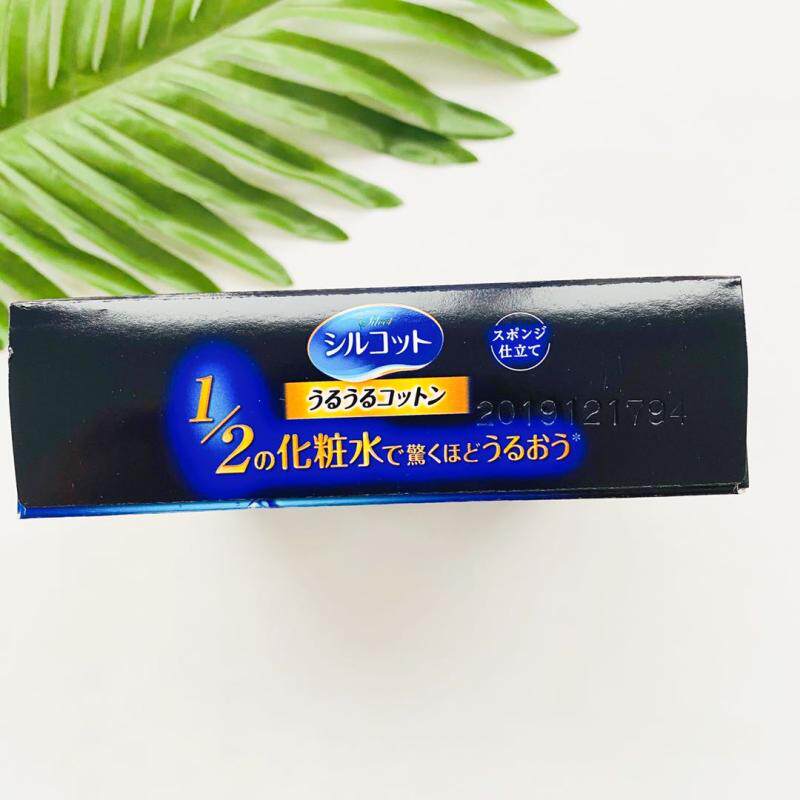 Silcot
シルコット
スポンジ
仕立て
うるうるコットン
2019121794
1/2の化粧水で驚くほどうるおう*